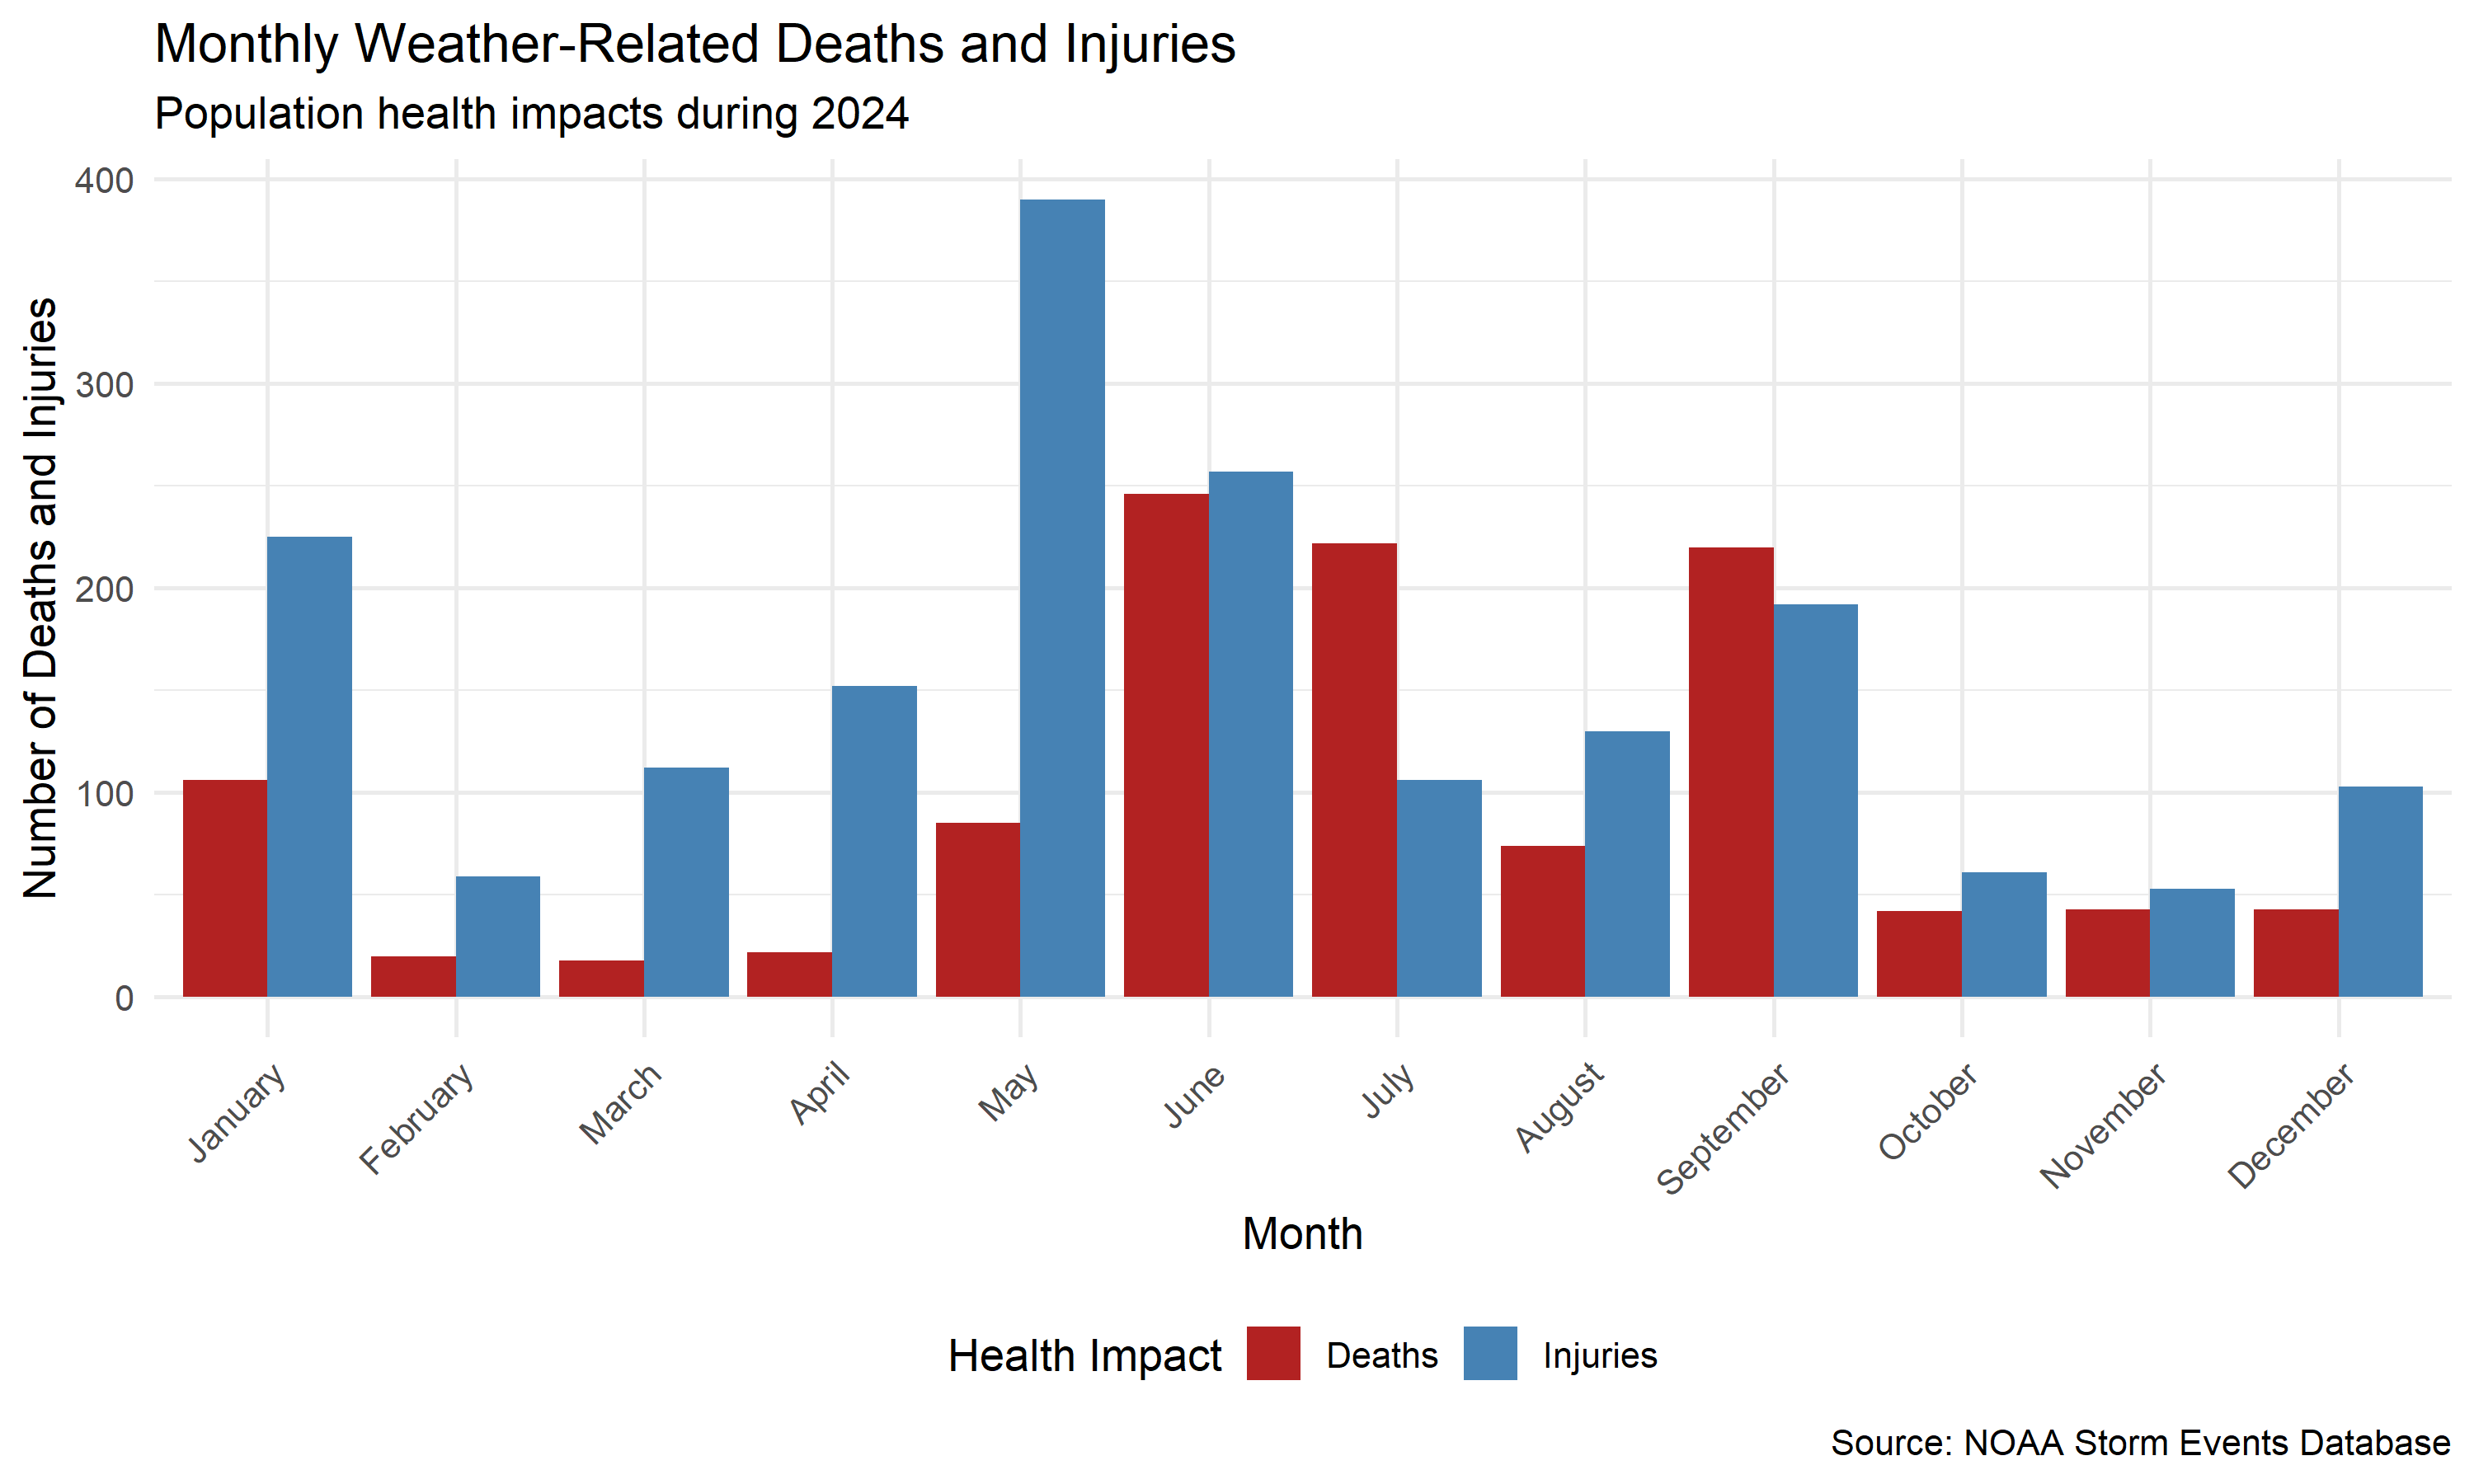 Monthly Weather-Related Deaths and Injuries
Population health impacts during 2024
Number of Deaths and Injuries
400
300
200
100
0
January
February
March
April
May
June
July
August
September
October
November
December
Month
Health Impact
Deaths
Injuries
Source: NOAA Storm Events Database